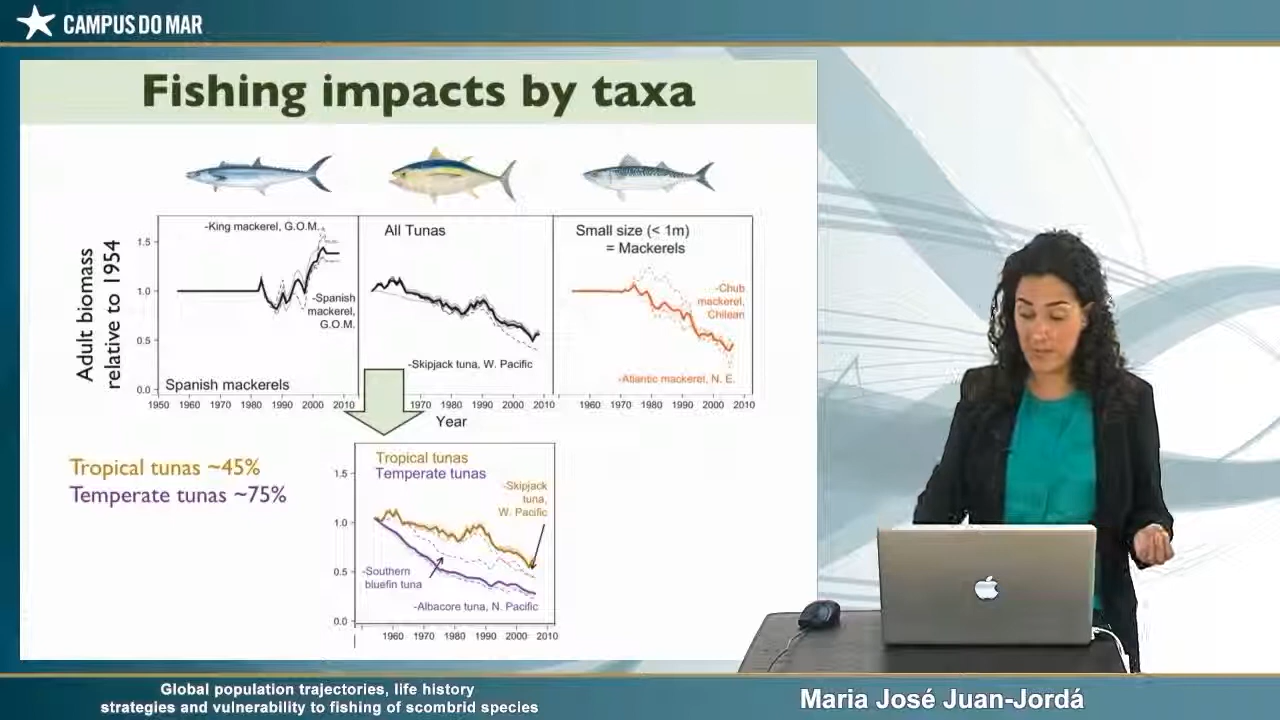 CAMPUS DO MAR
Fishing impacts by taxa
Adult biomass
relative to 1954
-King mackerel, G.O.M.
-Spanish
mackerel,
G.O.M.
Spanish mackerels
All Tunas
-Skipjack tuna, W. Pacific
Small size (< 1m)
= Mackerels
-Chub
mackerel,
Chilean
-Atlantic mackerel, N. E.
1.5
1.0
0.5
0.0
1950 1960 1970 1980 1990 2000 2010
1970 1980 1990 2000 2010
1960 1970 1980 1990 2000 2010
Year
Tropical tunas ~45%
Temperate tunas ~75%
Tropical tunas
Temperate tunas
-Skipjack
tuna,
W. Pacific
-Southern
bluefin tuna
-Albacore tuna, N. Pacific
1.5
1.0
0.5
0.0
1960 1970 1980 1990 2000 2010
Global population trajectories, life history
strategies and vulnerability to fishing of scombrid species
Maria José Juan-Jordá